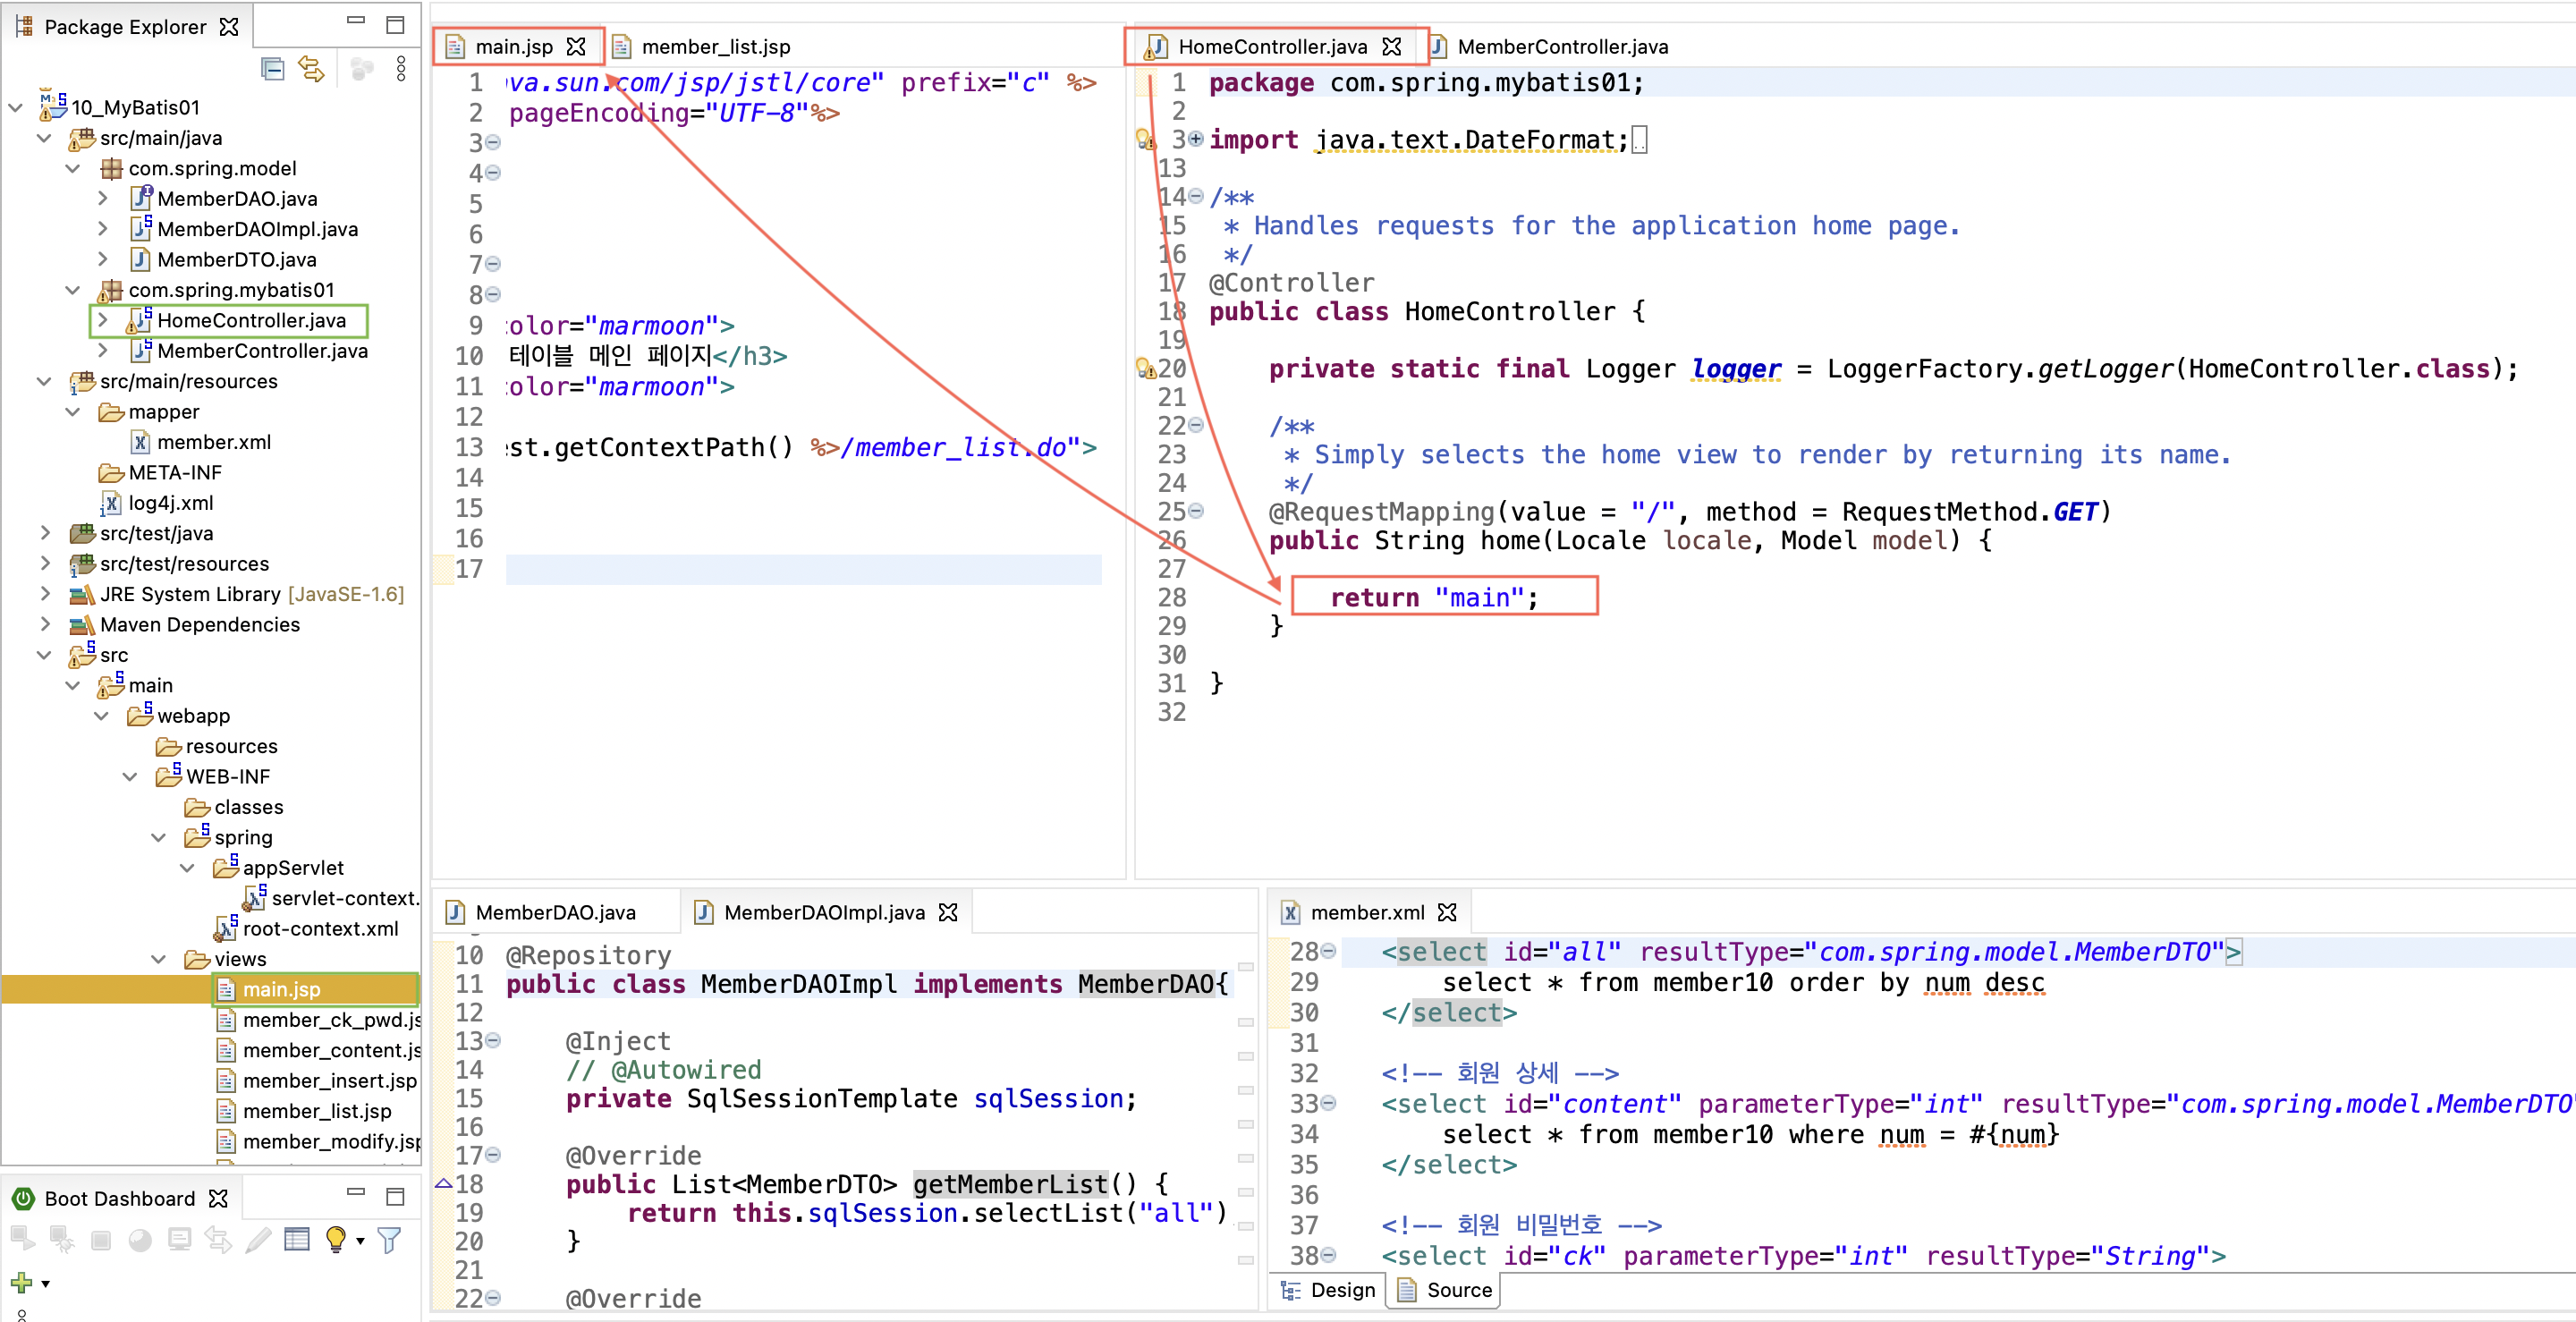 Package Explorer
10_MyBatis01
src/main/java
com.spring.model
MemberDAO.java
MemberDAOImpl.java
MemberDTO.java
com.spring.mybatis01
HomeController.java
MemberController.java
src/main/resources
mapper
member.xml
META-INF
log4j.xml
src/test/java
src/test/resources
JRE System Library [JavaSE-1.6]
Maven Dependencies
src
main
webapp
resources
WEB-INF
classes
spring
appServlet
servlet-context.
root-context.xml
views
main.jsp
member_ck_pwd.js
member_content.js
member_insert.jsp
member_list.jsp
member_modify.jsp
Boot Dashboard
main.jsp
member_list.jsp
1 va.sun.com/jsp/jstl/core" prefix="c" %>
2 pageEncoding="UTF-8"%>
3
4
5
6
7
8
9 color="marmoon">
10 테이블 메인 페이지</h3>
11 color="marmoon">
12
13 est.getContextPath() %>/member_list.do">
14
15
16
17
HomeController.java
MemberController.java
1 package com.spring.mybatis01;
2
3 import java.text.DateFormat;
13
14 /**
15 * Handles requests for the application home page.
16 */
17 @Controller
18 public class HomeController {
19
20 private static final Logger logger = LoggerFactory.getLogger(HomeController.class);
21
22 /**
23 * Simply selects the home view to render by returning its name.
24 */
25 @RequestMapping(value = "/", method = RequestMethod.GET)
26 public String home(Locale locale, Model model) {
27
28 return "main";
29 }
30
31 }
32
MemberDAO.java
MemberDAOImpl.java
10 @Repository
11 public class MemberDAOImpl implements MemberDAO{
12
13 @Inject
14 // @Autowired
15 private SqlSessionTemplate sqlSession;
16
17 @Override
18 public List<MemberDTO> getMemberList() {
19 return this.sqlSession.selectList("all")
20 }
21
22 @Override
member.xml
28 <select id="all" resultType="com.spring.model.MemberDTO">
29 select * from member10 order by num desc
30 </select>
31
32 <!-- 회원 상세 -->
33 <select id="content" parameterType="int" resultType="com.spring.model.MemberDTO"
34 select * from member10 where num = #{num}
35 </select>
36
37 <!-- 회원 비밀번호 -->
38 <select id="ck" parameterType="int" resultType="String">
Design
Source